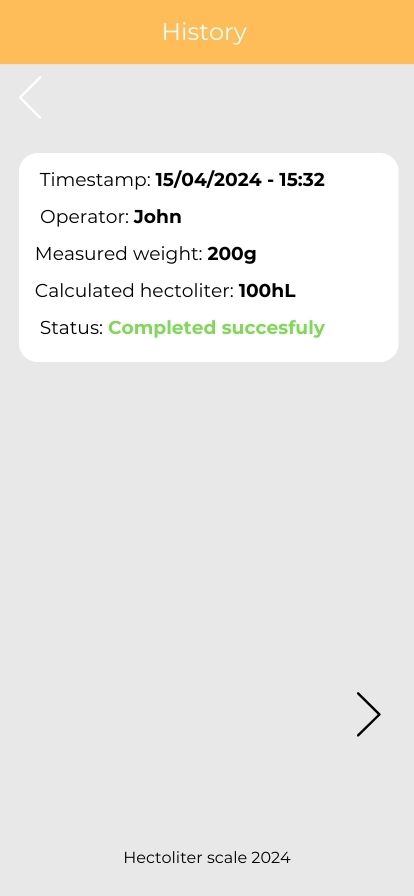 History
Timestamp: 15/04/2024 - 15:32
Operator: John
Measured weight: 200g
Calculated hectoliter: 100hL
Status: Completed succesfuly
Hectoliter scale 2024